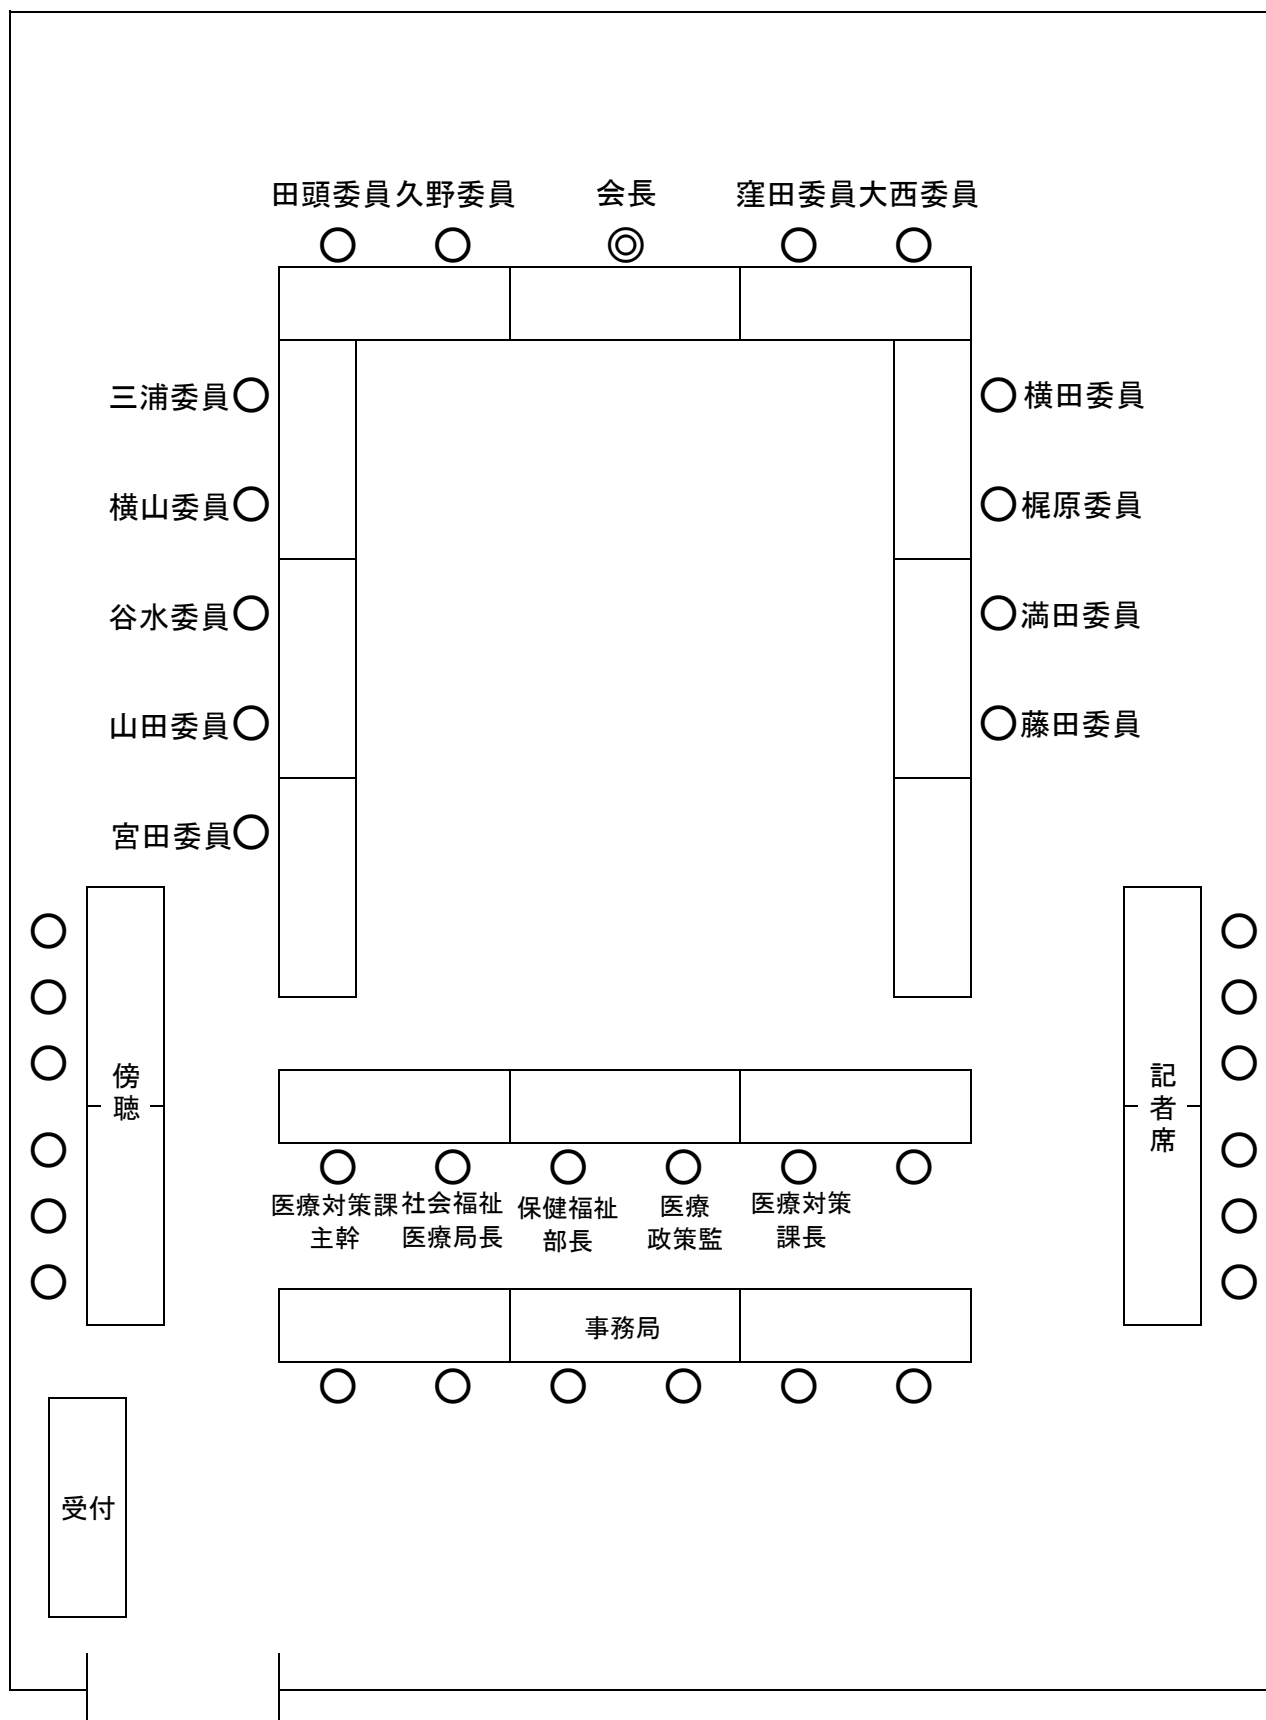 田頭委員 久野委員 会長 窪田委員 大西委員
三浦委員 横田委員
横山委員 梶原委員
谷水委員 満田委員
山田委員 藤田委員
宮田委員
傍聴
記者席
医療対策課
主幹
社会福祉
医療局長
保健福祉
部長
医療
政策監
医療対策
課長
事務局
受付